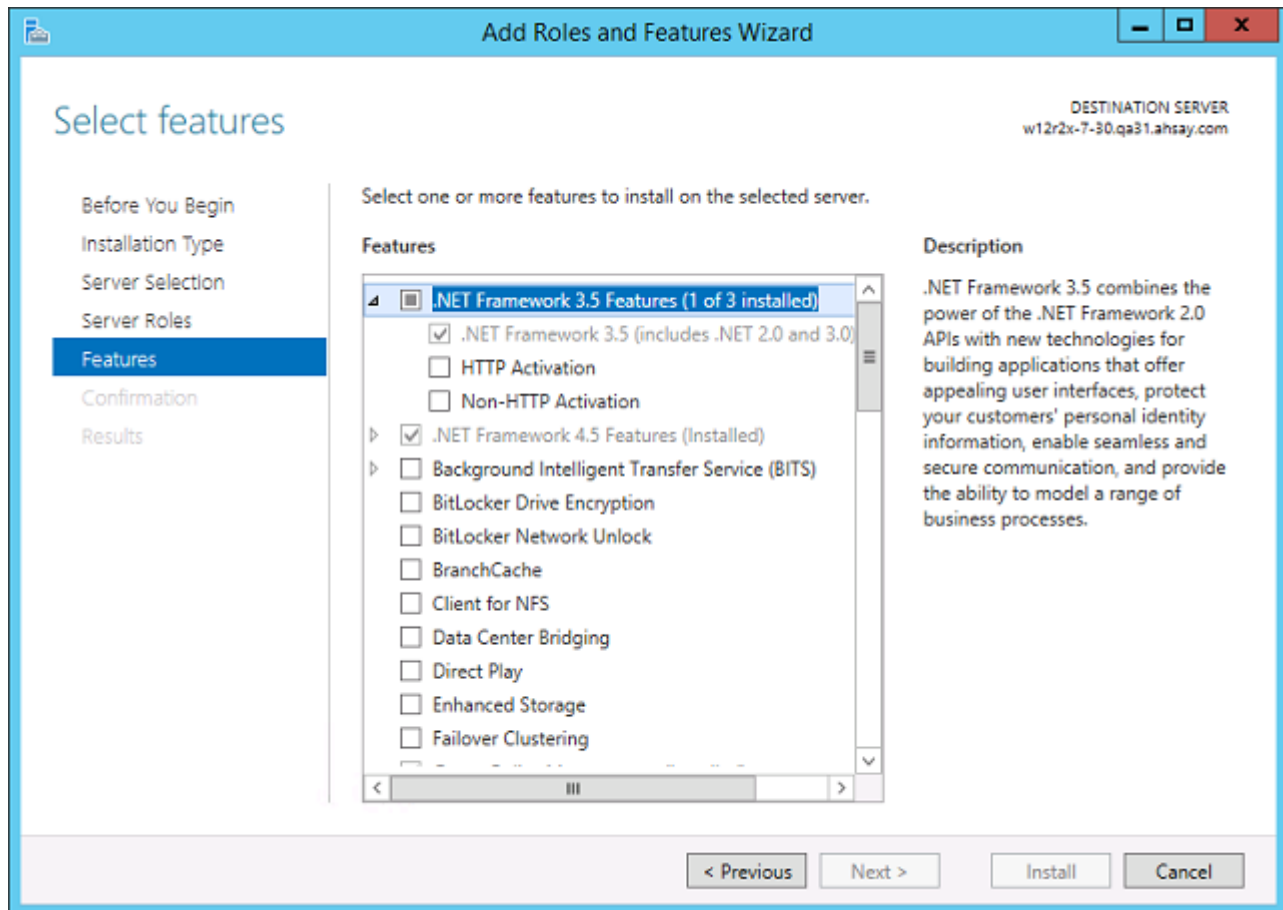 Add Roles and Features Wizard
Select features
DESTINATION SERVER
w12r2x-7-30.qa31.ahsay.com
Before You Begin
Installation Type
Server Selection
Server Roles
Features
Confirmation
Results
Select one or more features to install on the selected server.
Features
.NET Framework 3.5 Features (1 of 3 installed)
.NET Framework 3.5 (includes .NET 2.0 and 3.0)
HTTP Activation
Non-HTTP Activation
.NET Framework 4.5 Features (Installed)
Background Intelligent Transfer Service (BITS)
BitLocker Drive Encryption
BitLocker Network Unlock
BranchCache
Client for NFS
Data Center Bridging
Direct Play
Enhanced Storage
Failover Clustering
Description
.NET Framework 3.5 combines the
power of the .NET Framework 2.0
APIs with new technologies for
building applications that offer
appealing user interfaces, protect
your customers' personal identity
information, enable seamless and
secure communication, and provide
the ability to model a range of
business processes.
< Previous
Next >
Install
Cancel